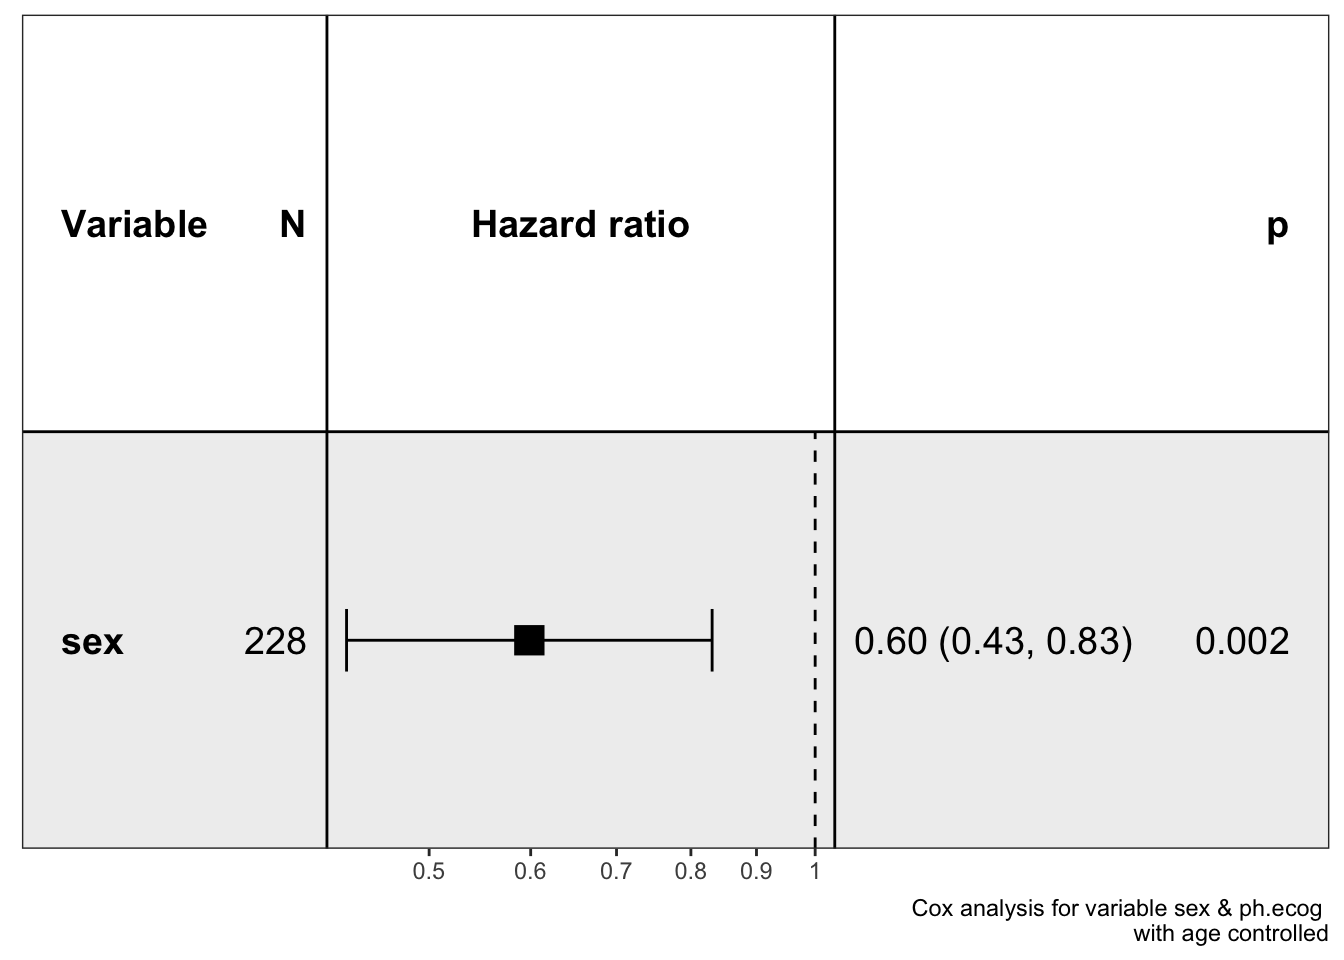 Variable N Hazard ratio p
sex 228 0.60 (0.43, 0.83) 0.002
0.5 0.6 0.7 0.8 0.9 1
Cox analysis for variable sex & ph.ecog
with age controlled